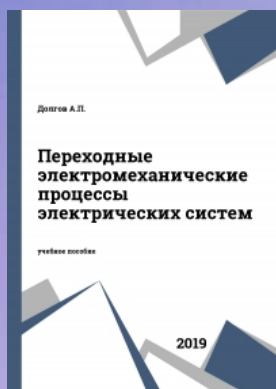 Долгов А.П.
Переходные
электромеханические
процессы
электрических систем
учебное пособие
2019